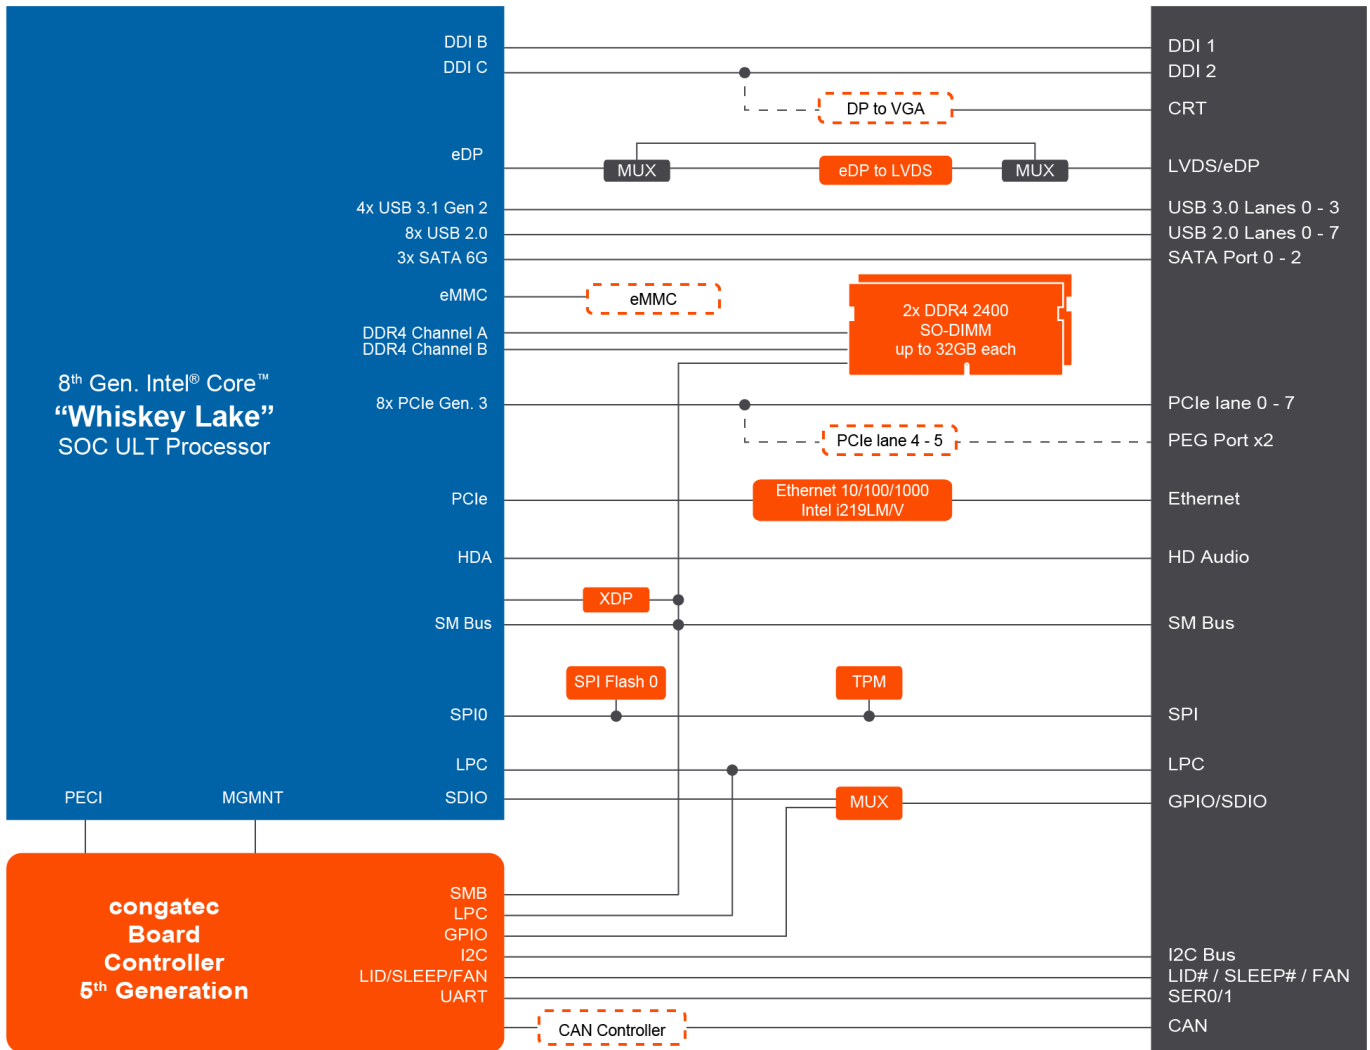 DDI B
DDI 1
DDI C
DDI 2
DP to VGA
CRT
eDP
MUX
eDP to LVDS
MUX
LVDS/eDP
4x USB 3.1 Gen 2
USB 3.0 Lanes 0 - 3
8x USB 2.0
USB 2.0 Lanes 0 - 7
3x SATA 6G
SATA Port 0 - 2
eMMC
eMMC
2x DDR4 2400
SO-DIMM
up to 32GB each
DDR4 Channel A
DDR4 Channel B
8th Gen. Intel® Core™
“Whiskey Lake”
SOC ULT Processor
8x PCIe Gen. 3
PCIe lane 0 - 7
PCIe lane 4 - 5
PEG Port x2
PCIe
Ethernet 10/100/1000
Intel i219LM/V
Ethernet
HDA
HD Audio
XDP
SM Bus
SM Bus
SPI Flash 0
TPM
SPI0
SPI
LPC
LPC
PECI
MGMNT
SDIO
MUX
GPIO/SDIO
congatec
Board
Controller
5th Generation
SMB
LPC
GPIO
I2C
I2C Bus
LID/SLEEP/FAN
LID# / SLEEP# / FAN
UART
SER0/1
CAN Controller
CAN